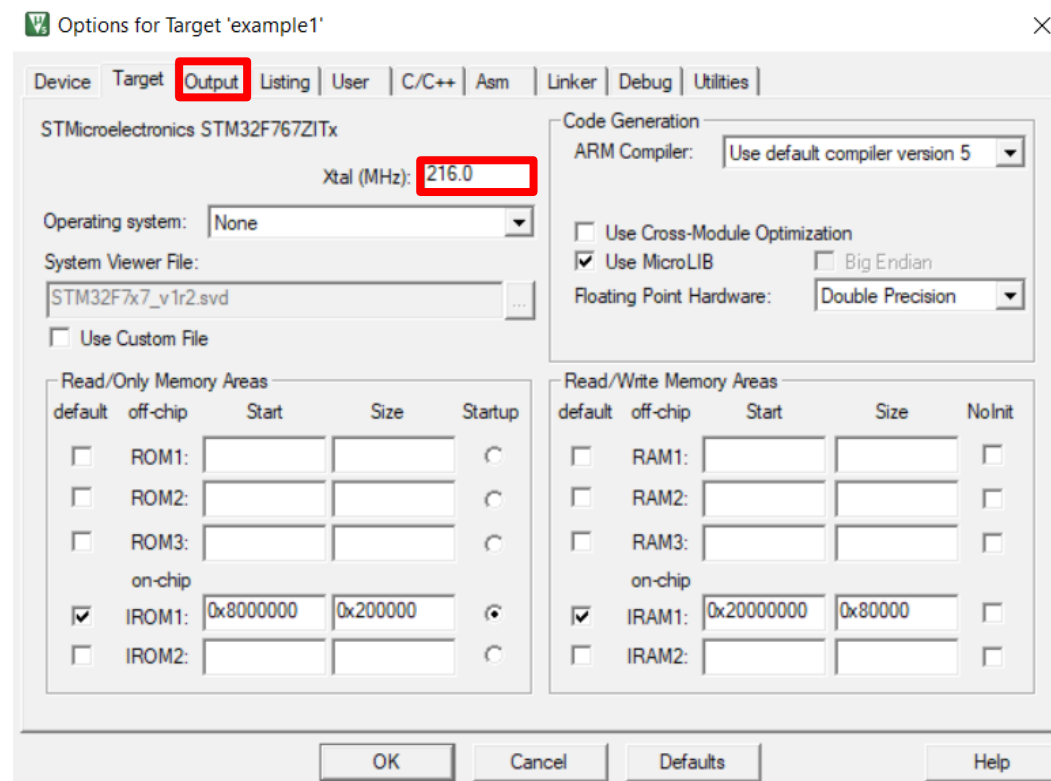 Options for Target 'example1'
Device Target Output Listing User C/C++ Asm Linker Debug Utilities
STMicroelectronics STM32F767ZITx
Xtal (MHz): 216.0
Operating system: None
System Viewer File:
STM32F7x7_v1r2.svd ...
Use Custom File
Code Generation
ARM Compiler: Use default compiler version 5
Use Cross-Module Optimization
Use MicroLIB Big Endian
Floating Point Hardware: Double Precision
Read/Only Memory Areas
default off-chip Start Size Startup
ROM1:
ROM2:
ROM3:
on-chip
IROM1: 0x8000000 0x200000
IROM2:
Read/Write Memory Areas
default off-chip Start Size NoInit
RAM1:
RAM2:
RAM3:
on-chip
IRAM1: 0x20000000 0x80000
IRAM2:
OK Cancel Defaults Help